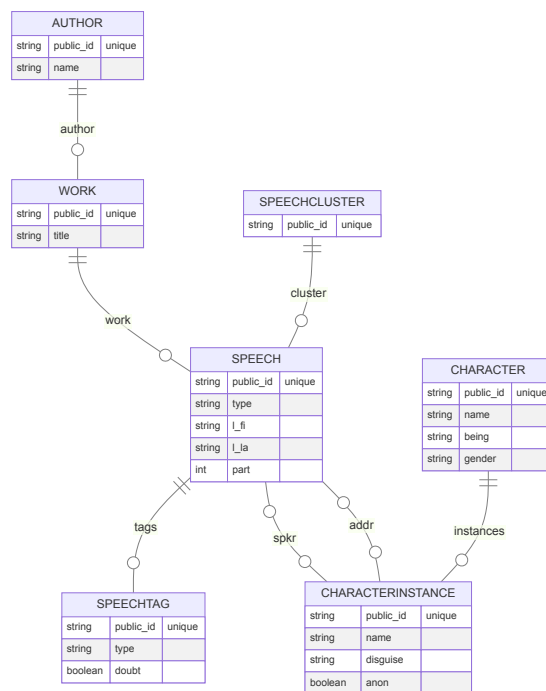 AUTHOR
string public_id unique
string name
author
WORK
string public_id unique
string title
SPEECHCLUSTER
string public_id unique
cluster
work
SPEECH
string public_id unique
string type
string l_fi
string l_la
int part
CHARACTER
string public_id unique
string name
string being
string gender
tags
spkr
addr
instances
SPEECHTAG
string public_id unique
string type
boolean doubt
CHARACTERINSTANCE
string public_id unique
string name
string disguise
boolean anon